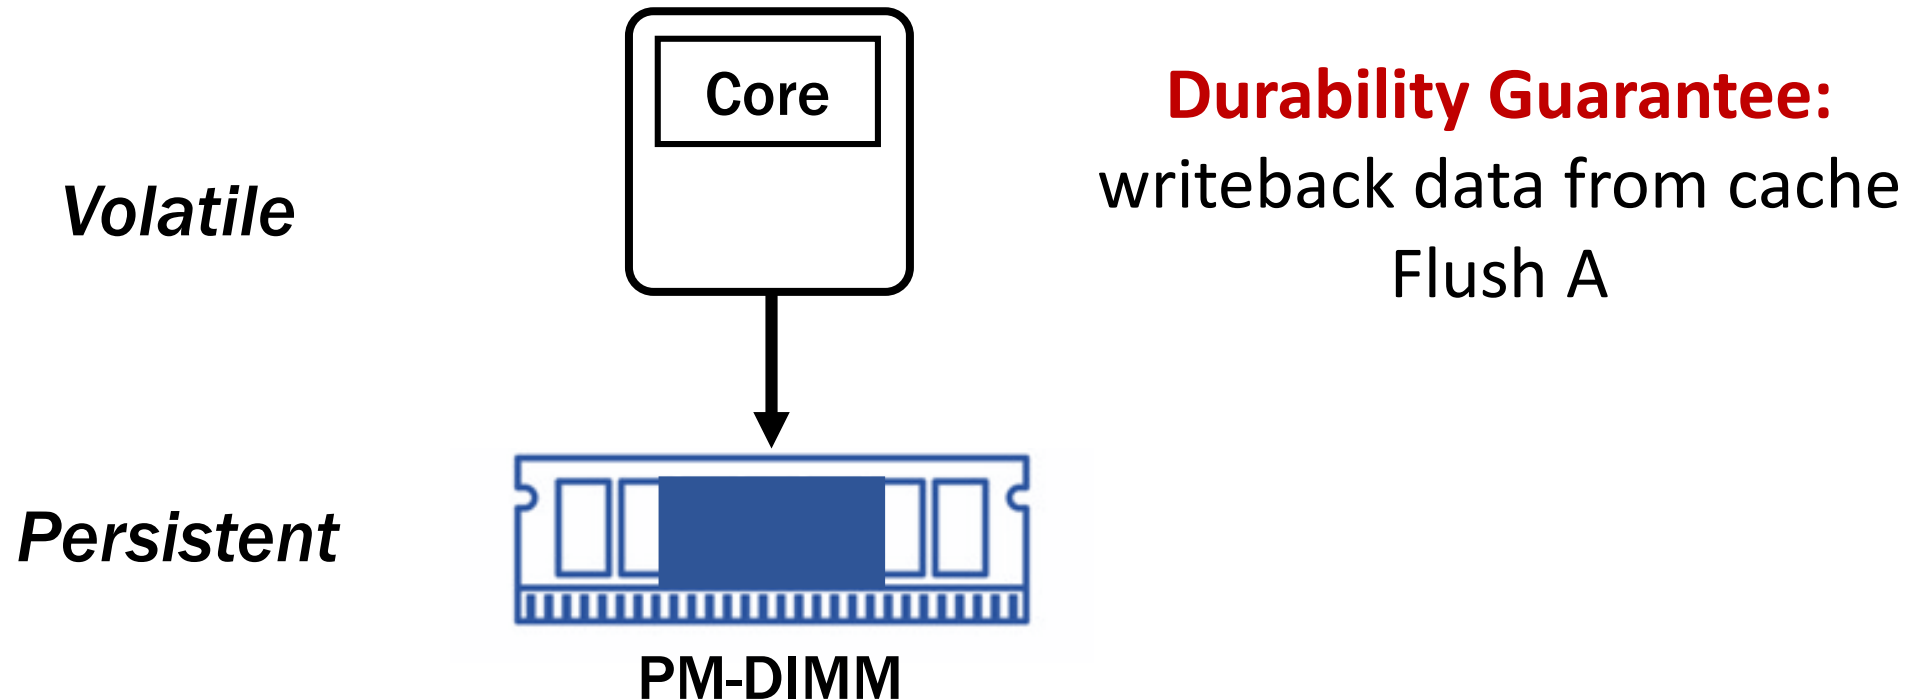 Core
Durability Guarantee:
writeback data from cache
Flush A
Volatile
Persistent
PM-DIMM